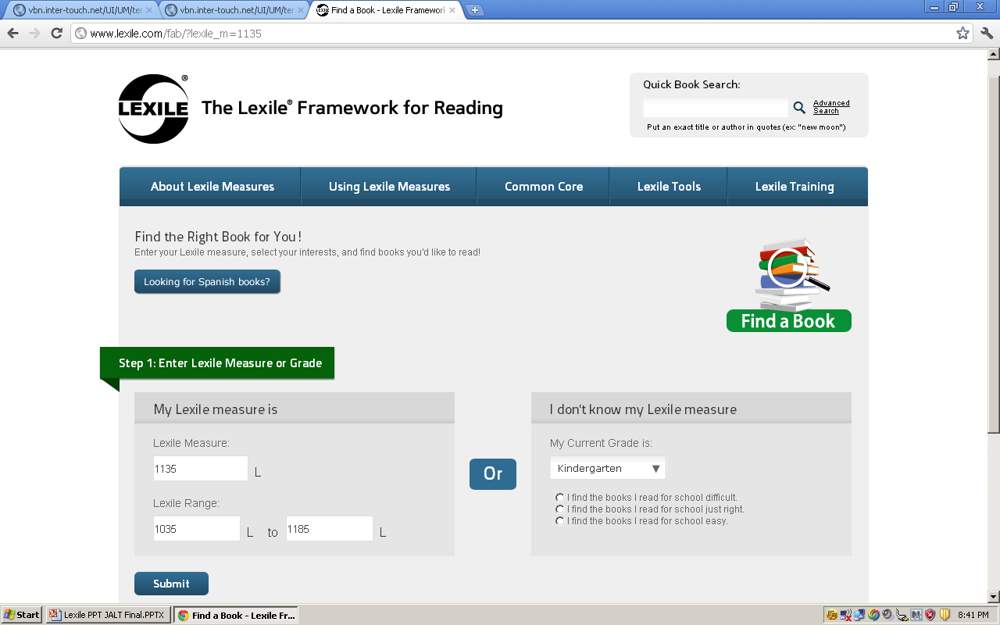 vbn.inter-touch.net/UI/UM/ter
vbn.inter-touch.net/UI/UM/ter
Find a Book - Lexile Framework
www.lexile.com/fab/?lexile_m=1135
LEXILE®
The Lexile® Framework for Reading
Quick Book Search:
Advanced
Search
Put an exact title or author in quotes (ex: "new moon")
About Lexile Measures
Using Lexile Measures
Common Core
Lexile Tools
Lexile Training
Find the Right Book for You!
Enter your Lexile measure, select your interests, and find books you'd like to read!
Looking for Spanish books?
Find a Book
Step 1: Enter Lexile Measure or Grade
My Lexile measure is
Lexile Measure:
1135 L
Lexile Range:
1035 L to 1185 L
Or
I don't know my Lexile measure
My Current Grade is:
Kindergarten
I find the books I read for school difficult.
I find the books I read for school just right.
I find the books I read for school easy.
Submit
Start
Lexile PPT JALT Final.PPTX
Find a Book - Lexile Fr...
8:41 PM